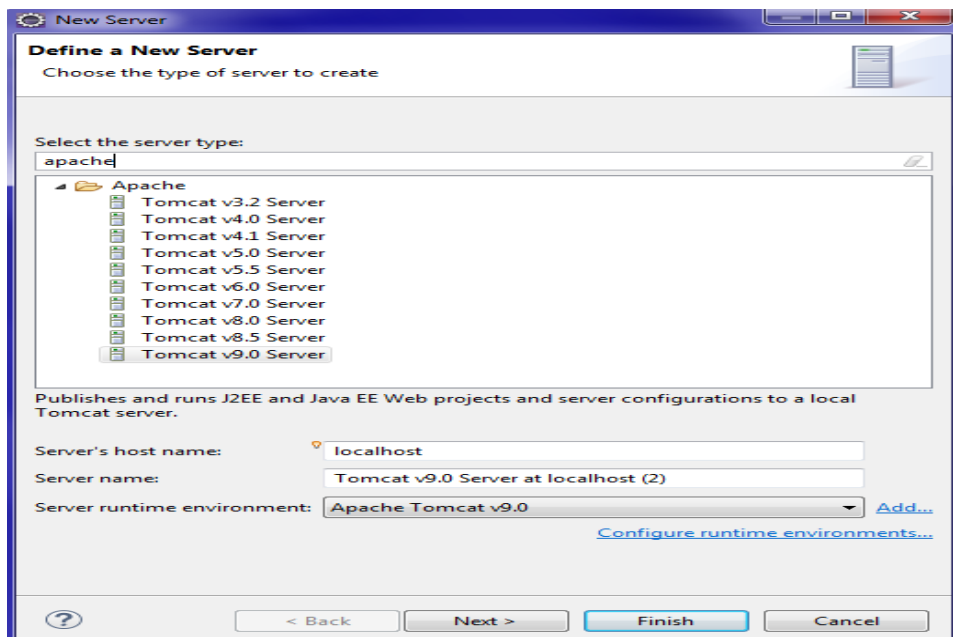 New Server
Define a New Server
Choose the type of server to create
Select the server type:
apache
Apache
Tomcat v3.2 Server
Tomcat v4.0 Server
Tomcat v4.1 Server
Tomcat v5.0 Server
Tomcat v5.5 Server
Tomcat v6.0 Server
Tomcat v7.0 Server
Tomcat v8.0 Server
Tomcat v8.5 Server
Tomcat v9.0 Server
Publishes and runs J2EE and Java EE Web projects and server configurations to a local
Tomcat server.
Server's host name: localhost
Server name: Tomcat v9.0 Server at localhost (2)
Server runtime environment: Apache Tomcat v9.0 Add...
Configure runtime environments...
? < Back Next > Finish Cancel